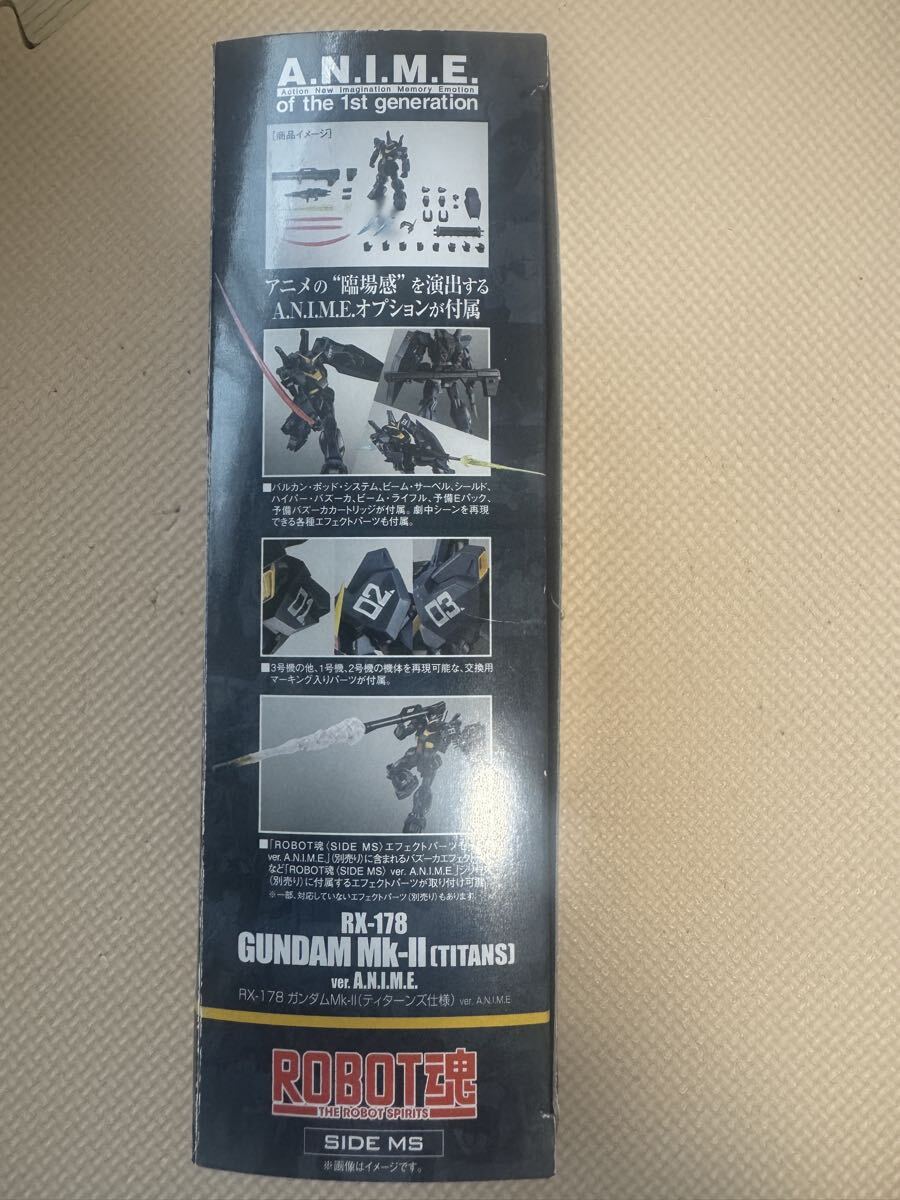 A.N.I.M.E.
Action New Imagination Memory Emotion
of the 1st generation
[商品イメージ]
アニメの“臨場感”を演出する
A.N.I.M.E.オプションが付属
■バルカン・ポッド・システム、ビーム・サーベル、シールド、
ハイパー・バズーカ、ビーム・ライフル、予備Eパック、
予備バズーカカートリッジが付属。劇中シーンを再現
できる各種エフェクトパーツも付属。
01
02
03
■3号機の他、1号機、2号機の機体を再現可能な、交換用
マーキング入りパーツが付属。
■「ROBOT魂〈SIDE MS〉エフェクトパーツセ
ver. A.N.I.M.E.」(別売り)に含まれるバズーカエフェクト
など「ROBOT魂〈SIDE MS〉 ver. A.N.I.M.E.」シリーズ
(別売り)に付属するエフェクトパーツが取り付け可能
※一部、対応していないエフェクトパーツ(別売り)もあります。
RX-178
GUNDAM Mk-II(TITANS)
ver. A.N.I.M.E.
RX-178 ガンダムMk-II(ティターンズ仕様) ver. A.N.I.M.E
ROBOT魂
THE ROBOT SPIRITS
SIDE MS
※画像はイメージです。